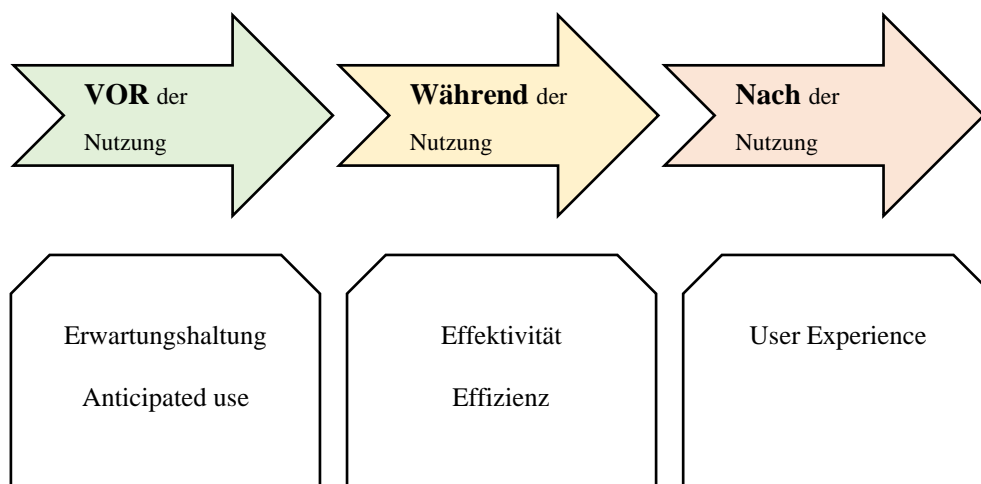 VOR der
Nutzung
Während der
Nutzung
Nach der
Nutzung
Erwartungshaltung
Anticipated use
Effektivität
Effizienz
User Experience